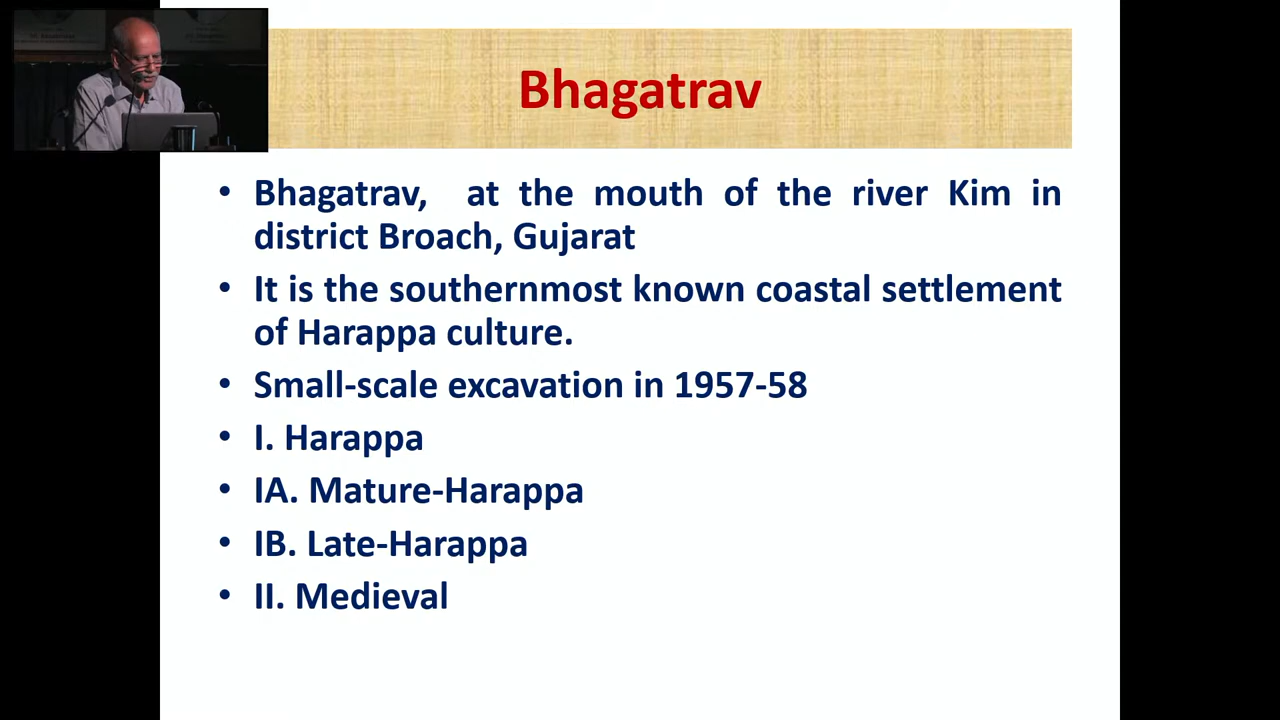 Bhagatrav
• Bhagatrav, at the mouth of the river Kim in
district Broach, Gujarat
• It is the southernmost known coastal settlement
of Harappa culture.
• Small-scale excavation in 1957-58
• I. Harappa
• IA. Mature-Harappa
• IB. Late-Harappa
• II. Medieval